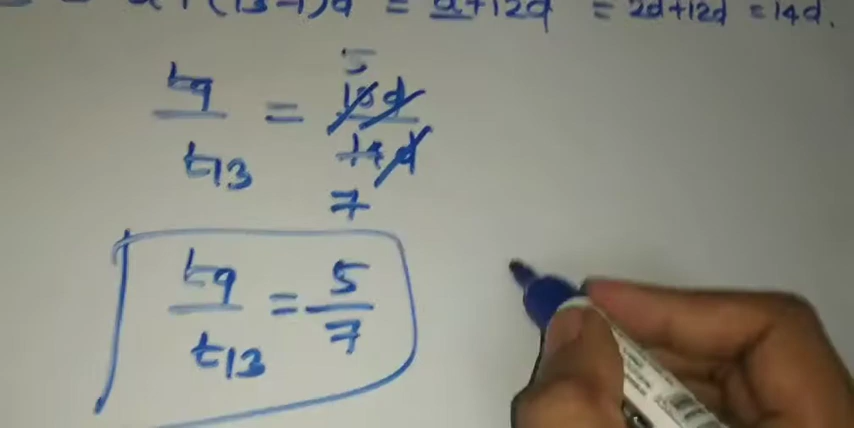 +(13-1)d = a+12d = 2d+12d = 14d.
t9/t13 = 10d/14d
5
7
t9/t13 = 5/7